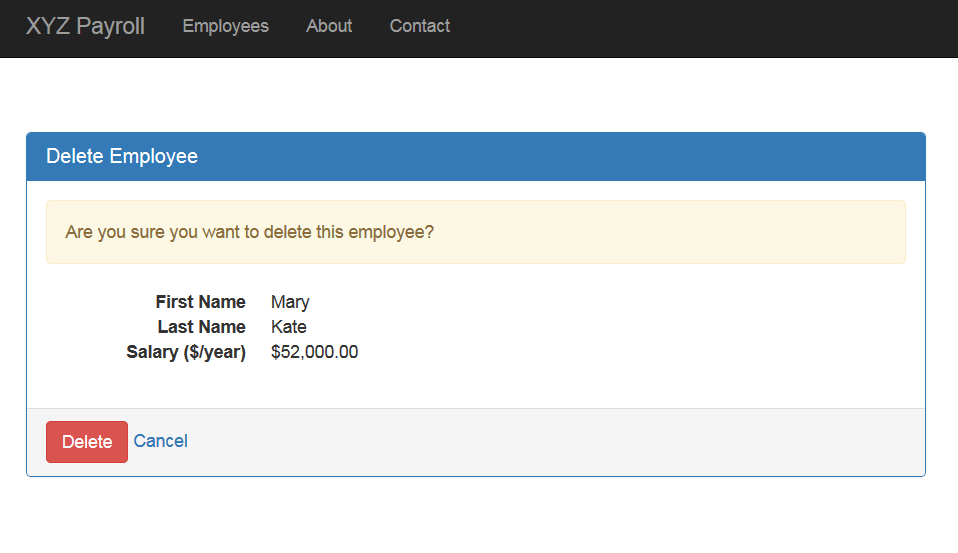 XYZ Payroll Employees About Contact
Delete Employee
Are you sure you want to delete this employee?
First Name Mary
Last Name Kate
Salary ($/year) $52,000.00
Delete Cancel